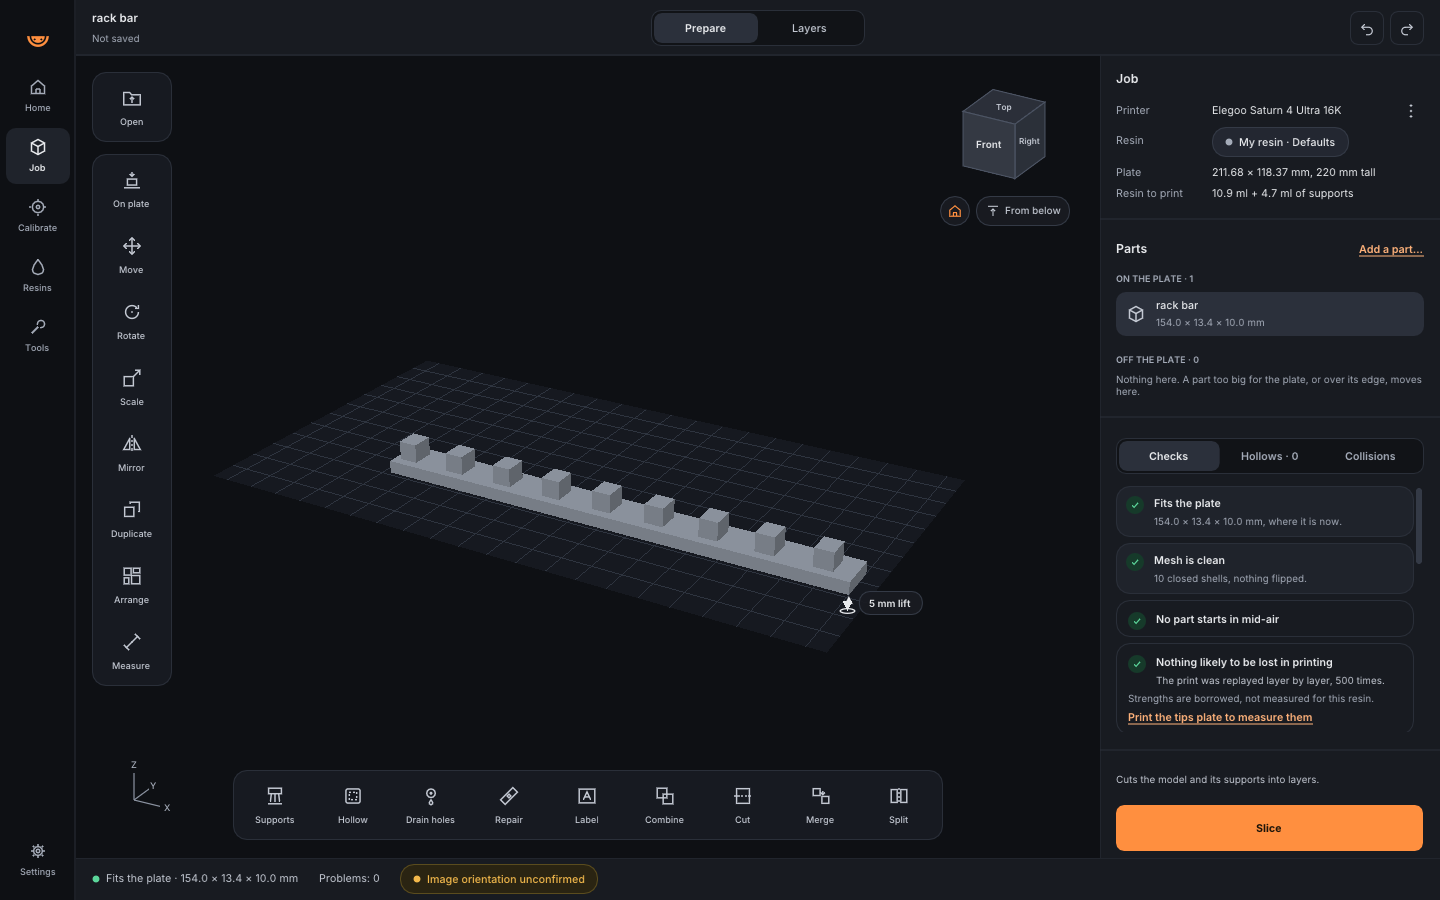 rack bar
Not saved
Prepare
Layers
Home
Job
Calibrate
Resins
Tools
Settings
Open
On plate
Move
Rotate
Scale
Mirror
Duplicate
Arrange
Measure
Top
Front
Right
From below
5 mm lift
Z
Y
X
Supports
Hollow
Drain holes
Repair
Label
Combine
Cut
Merge
Split
Job
Printer
Elegoo Saturn 4 Ultra 16K
Resin
My resin · Defaults
Plate
211.68 × 118.37 mm, 220 mm tall
Resin to print
10.9 ml + 4.7 ml of supports
Parts
Add a part...
ON THE PLATE · 1
rack bar
154.0 × 13.4 × 10.0 mm
OFF THE PLATE · 0
Nothing here. A part too big for the plate, or over its edge, moves
here.
Checks
Hollows · 0
Collisions
Fits the plate
154.0 × 13.4 × 10.0 mm, where it is now.
Mesh is clean
10 closed shells, nothing flipped.
No part starts in mid-air
Nothing likely to be lost in printing
The print was replayed layer by layer, 500 times.
Strengths are borrowed, not measured for this resin.
Print the tips plate to measure them
Cuts the model and its supports into layers.
Slice
Fits the plate · 154.0 × 13.4 × 10.0 mm
Problems: 0
Image orientation unconfirmed